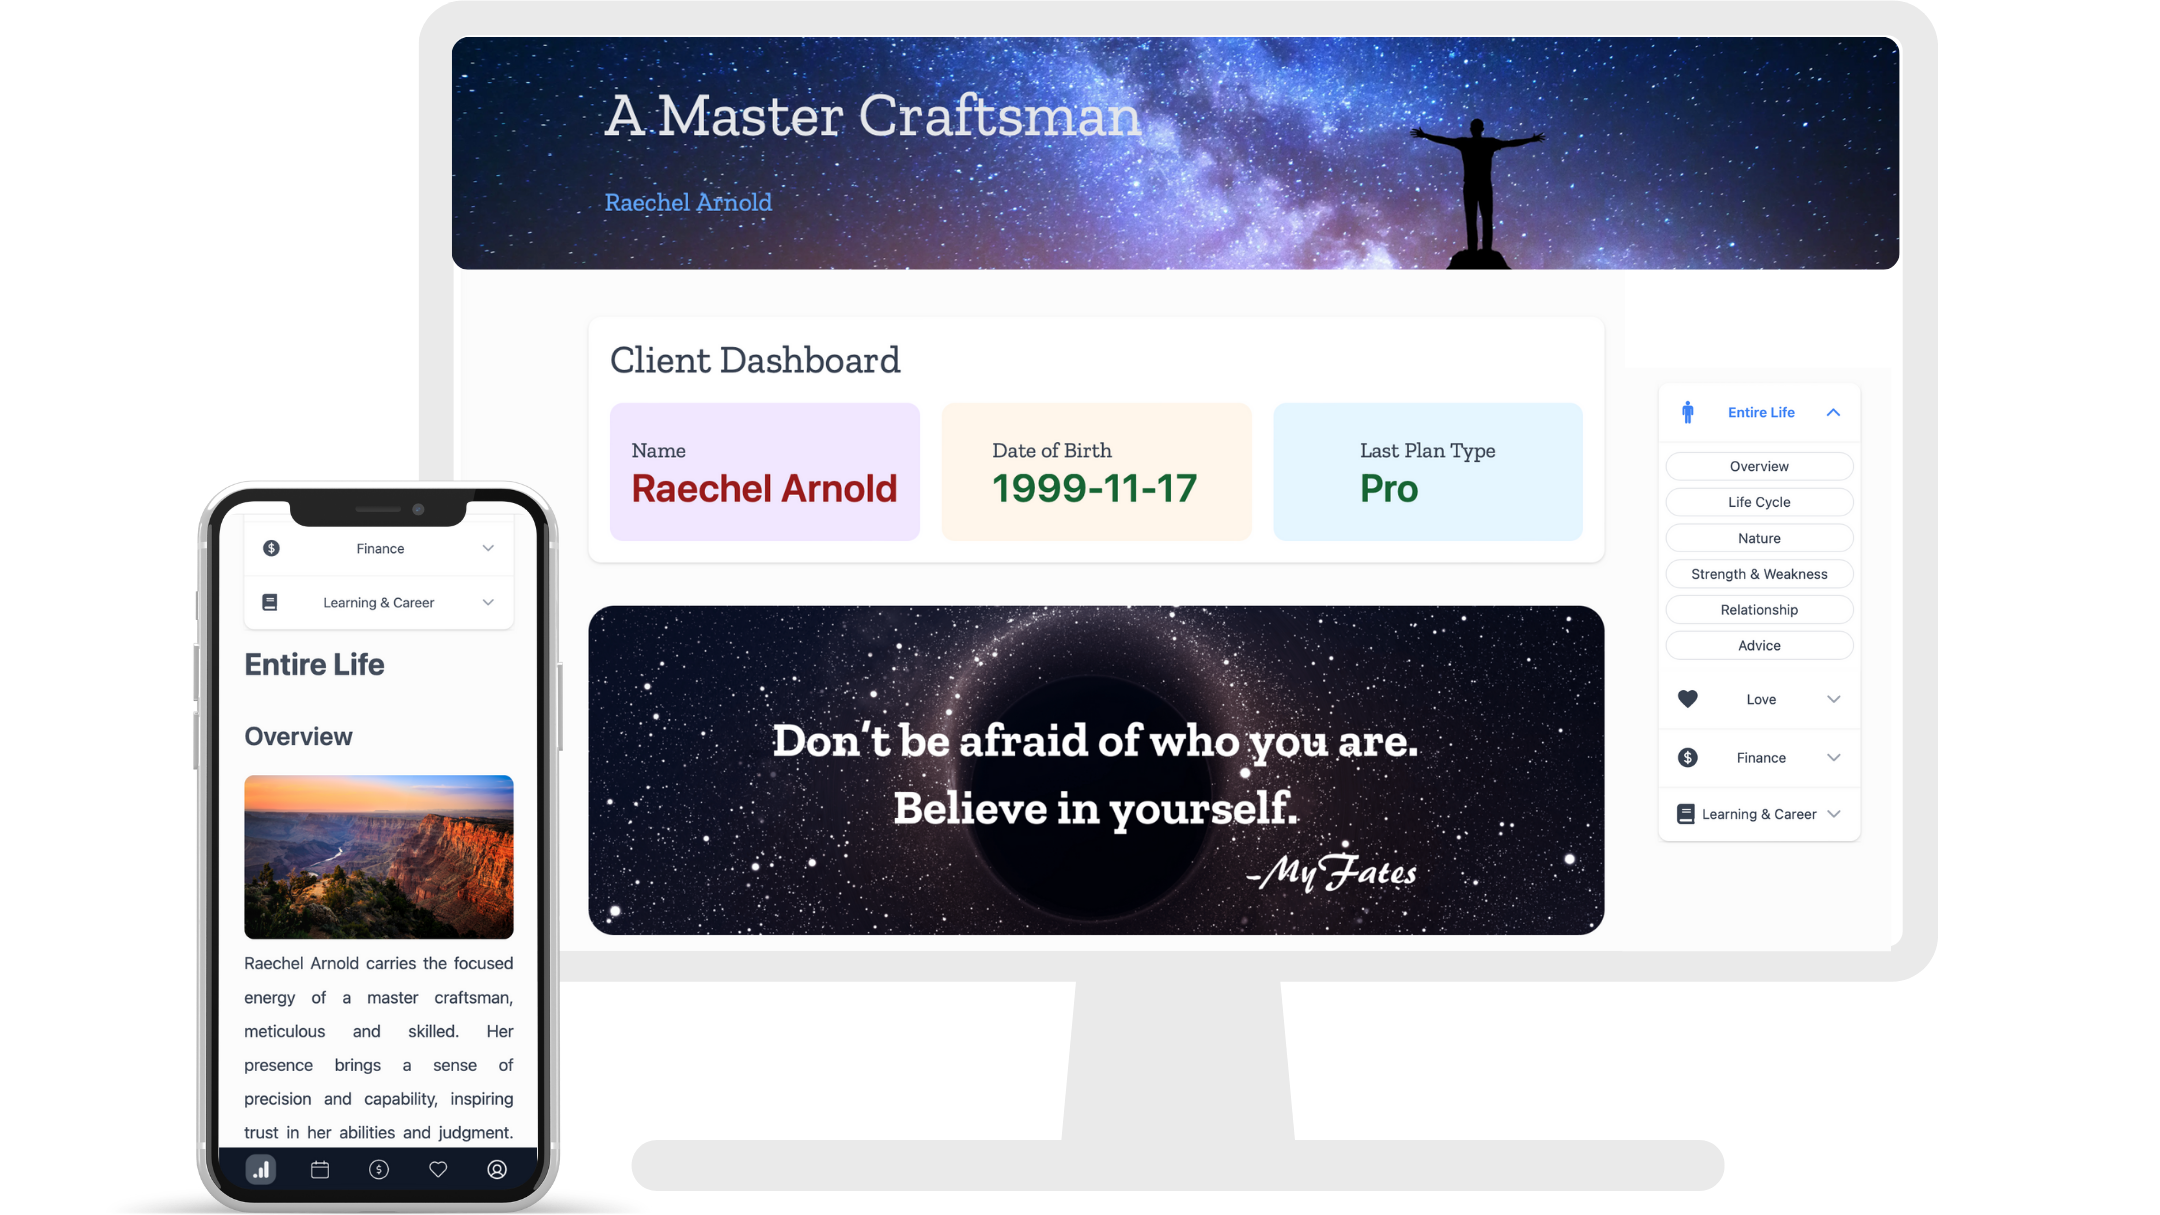 A Master Craftsman
Raechel Arnold
Client Dashboard
Name
Raechel Arnold
Date of Birth
1999-11-17
Last Plan Type
Pro
Don't be afraid of who you are.
Believe in yourself.
-MyFates
Entire Life
Overview
Life Cycle
Nature
Strength & Weakness
Relationship
Advice
Love
Finance
Learning & Career
Finance
Learning & Career
Entire Life
Overview
Raechel Arnold carries the focused
energy of a master craftsman,
meticulous and skilled. Her
presence brings a sense of
precision and capability, inspiring
trust in her abilities and judgment.